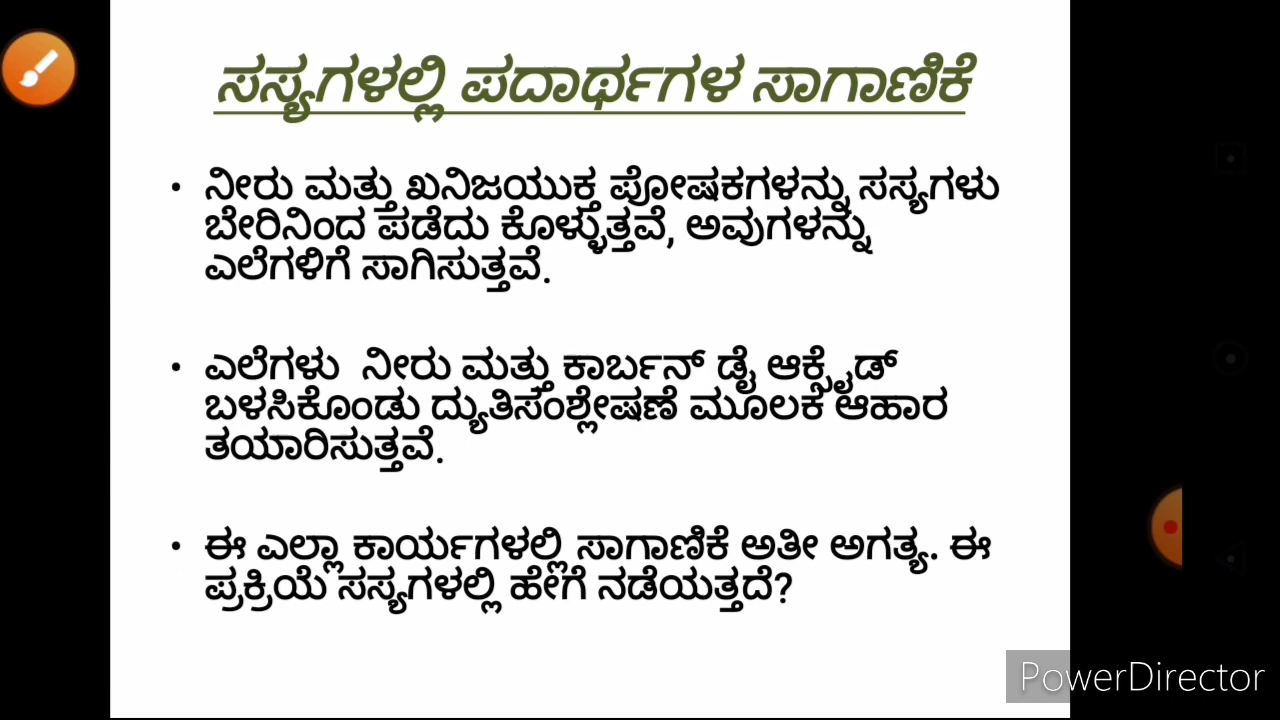 ಸಸ್ಯಗಳಲ್ಲಿ ಪದಾರ್ಥಗಳ ಸಾಗಾಣಿಕೆ
• ನೀರು ಮತ್ತು ಖನಿಜಯುಕ್ತ ಪೋಷಕಗಳನ್ನು ಸಸ್ಯಗಳು
ಬೇರಿನಿಂದ ಪಡೆದು ಕೊಳ್ಳುತ್ತವೆ, ಅವುಗಳನ್ನು
ಎಲೆಗಳಿಗೆ ಸಾಗಿಸುತ್ತವೆ.
• ಎಲೆಗಳು ನೀರು ಮತ್ತು ಕಾರ್ಬನ್ ಡೈ ಆಕ್ಸೈಡ್
ಬಳಸಿಕೊಂಡು ದ್ಯುತಿಸಂಶ್ಲೇಷಣೆ ಮೂಲಕ ಆಹಾರ
ತಯಾರಿಸುತ್ತವೆ.
• ಈ ಎಲ್ಲಾ ಕಾರ್ಯಗಳಲ್ಲಿ ಸಾಗಾಣಿಕೆ ಅತೀ ಅಗತ್ಯ. ಈ
ಪ್ರಕ್ರಿಯೆ ಸಸ್ಯಗಳಲ್ಲಿ ಹೇಗೆ ನಡೆಯತ್ತದೆ?
PowerDirector